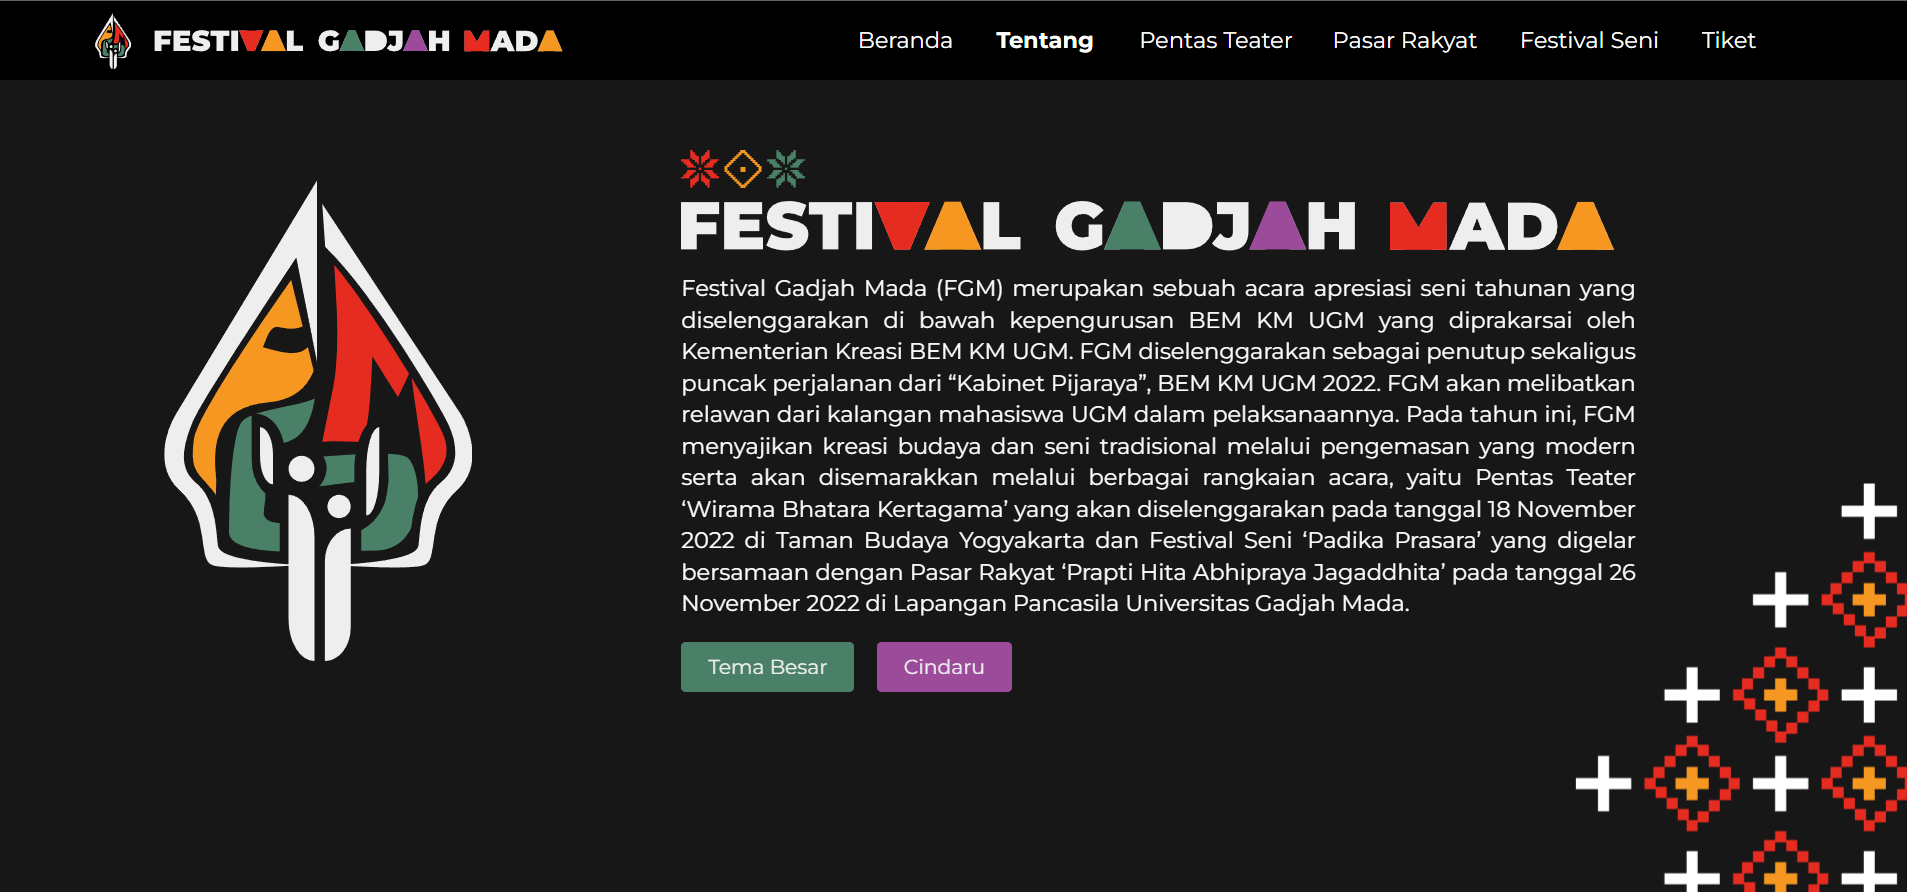 FESTIVAL GADJAH MADA
Beranda
Tentang
Pentas Teater
Pasar Rakyat
Festival Seni
Tiket
FESTIVAL GADJAH MADA
Festival Gadjah Mada (FGM) merupakan sebuah acara apresiasi seni tahunan yang
diselenggarakan di bawah kepengurusan BEM KM UGM yang diprakarsai oleh
Kementerian Kreasi BEM KM UGM. FGM diselenggarakan sebagai penutup sekaligus
puncak perjalanan dari “Kabinet Pijaraya”, BEM KM UGM 2022. FGM akan melibatkan
relawan dari kalangan mahasiswa UGM dalam pelaksanaannya. Pada tahun ini, FGM
menyajikan kreasi budaya dan seni tradisional melalui pengemasan yang modern
serta akan disemarakkan melalui berbagai rangkaian acara, yaitu Pentas Teater
‘Wirama Bhatara Kertagama’ yang akan diselenggarakan pada tanggal 18 November
2022 di Taman Budaya Yogyakarta dan Festival Seni ‘Padika Prasara’ yang digelar
bersamaan dengan Pasar Rakyat ‘Prapti Hita Abhipraya Jagaddhita’ pada tanggal 26
November 2022 di Lapangan Pancasila Universitas Gadjah Mada.
Tema Besar
Cindaru